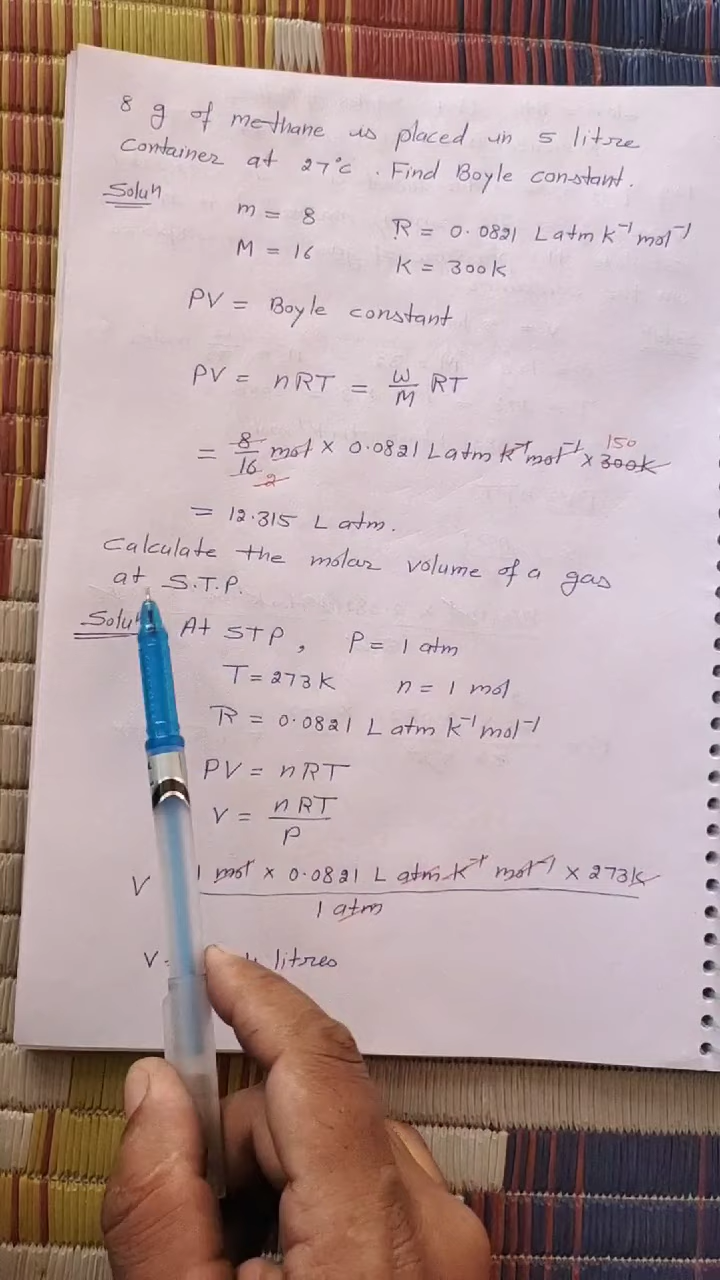 8 g of methane is placed in 5 litre
container at 27°C . Find Boyle constant.
Soluⁿ
m = 8 R = 0.0821 L atm k⁻¹ mol⁻¹
M = 16 K = 300k
PV = Boyle constant
PV = nRT = W/M RT
= 8/16 mol × 0.0821 L atm k⁻¹ mol⁻¹ × 300k 150
2
= 12.315 L atm.
Calculate the molar volume of a gas
at S.T.P.
Soluⁿ At STP , P = 1 atm
T = 273 K n = 1 mol
R = 0.0821 L atm k⁻¹ mol⁻¹
PV = nRT
V = nRT/P
V 1 mol × 0.0821 L atm k⁻¹ mol⁻¹ × 273k
1 atm
V = litres